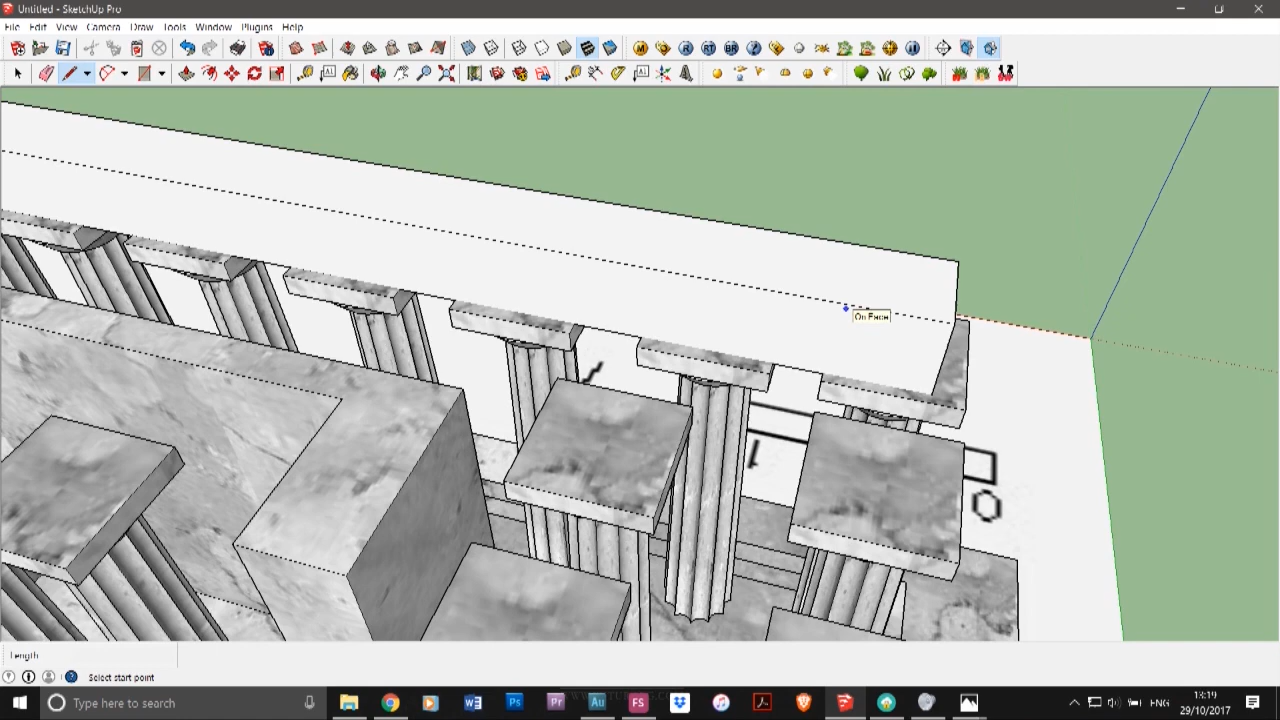 Untitled - SketchUp Pro
File Edit View Camera Draw Tools Window Plugins Help
On Face
Length
Select start point
Type here to search
ENG
13:19
29/10/2017